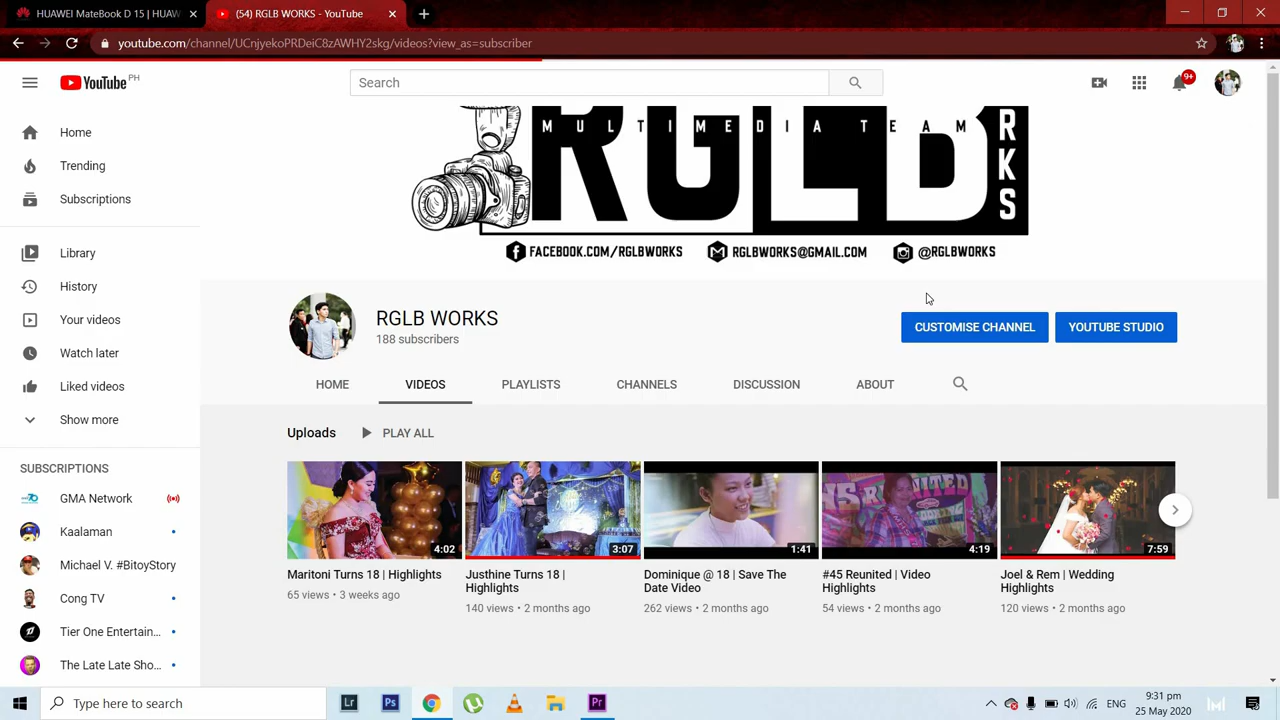 HUAWEI MateBook D 15 | HUAW
(54) RGLB WORKS - YouTube
youtube.com/channel/UCnjyekoPRDeiC8zAWHY2skg/videos?view_as=subscriber
YouTube PH
Search
9+
Home
Trending
Subscriptions
Library
History
Your videos
Watch later
Liked videos
Show more
SUBSCRIPTIONS
GMA Network
Kaalaman
Michael V. #BitoyStory
Cong TV
Tier One Entertain...
The Late Late Sho...
MULTIMEDIA TEAM
RGLB
RKS
FACEBOOK.COM/RGLBWORKS
RGLBWORKS@GMAIL.COM
@RGLBWORKS
RGLB WORKS
188 subscribers
CUSTOMISE CHANNEL
YOUTUBE STUDIO
HOME
VIDEOS
PLAYLISTS
CHANNELS
DISCUSSION
ABOUT
Uploads
PLAY ALL
4:02
Maritoni Turns 18 | Highlights
65 views • 3 weeks ago
3:07
Justhine Turns 18 |
Highlights
140 views • 2 months ago
1:41
Dominique @ 18 | Save The
Date Video
262 views • 2 months ago
4:19
#45 Reunited | Video
Highlights
54 views • 2 months ago
7:59
Joel & Rem | Wedding
Highlights
120 views • 2 months ago
Type here to search
Lr
Ps
Pr
ENG
9:31 pm
25 May 2020